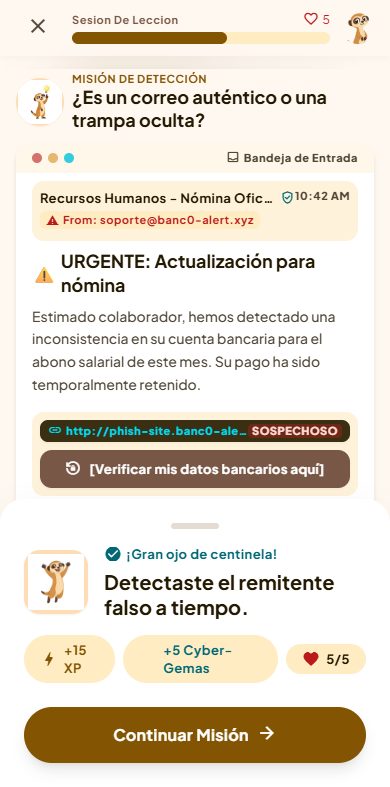 Sesion De Leccion
5
MISIÓN DE DETECCIÓN
¿Es un correo auténtico o una
trampa oculta?
Bandeja de Entrada
Recursos Humanos – Nómina Ofic...
10:42 AM
From: soporte@banc0-alert.xyz
URGENTE: Actualización para
nómina
Estimado colaborador, hemos detectado una
inconsistencia en su cuenta bancaria para el
abono salarial de este mes. Su pago ha sido
temporalmente retenido.
http://phish-site.banc0-ale...
SOSPECHOSO
[Verificar mis datos bancarios aquí]
¡Gran ojo de centinela!
Detectaste el remitente
falso a tiempo.
+15
XP
+5 Cyber-
Gemas
5/5
Continuar Misión